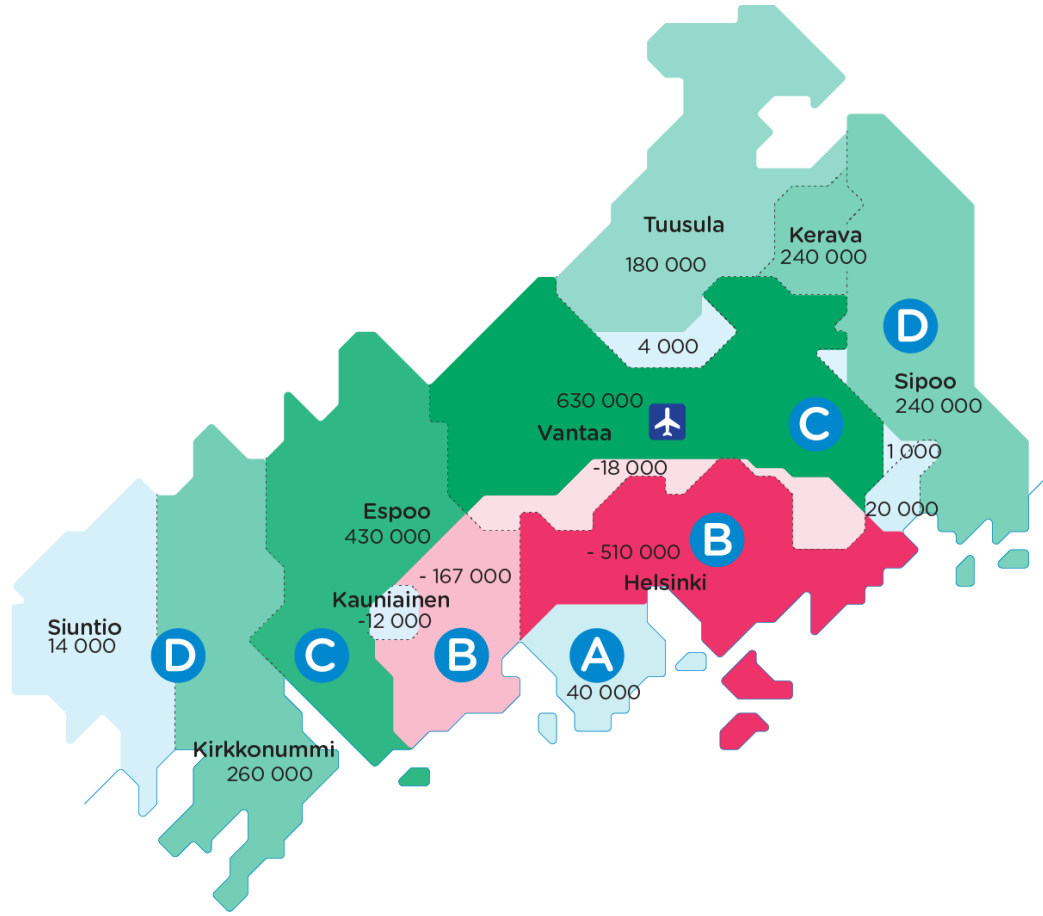 Tuusula
180 000
Kerava
240 000
D
4 000
Sipoo
240 000
630 000
Vantaa
C
1 000
-18 000
20 000
Espoo
430 000
- 510 000
B
Helsinki
- 167 000
Kauniainen
-12 000
Siuntio
14 000
D
C
B
A
40 000
Kirkkonummi
260 000